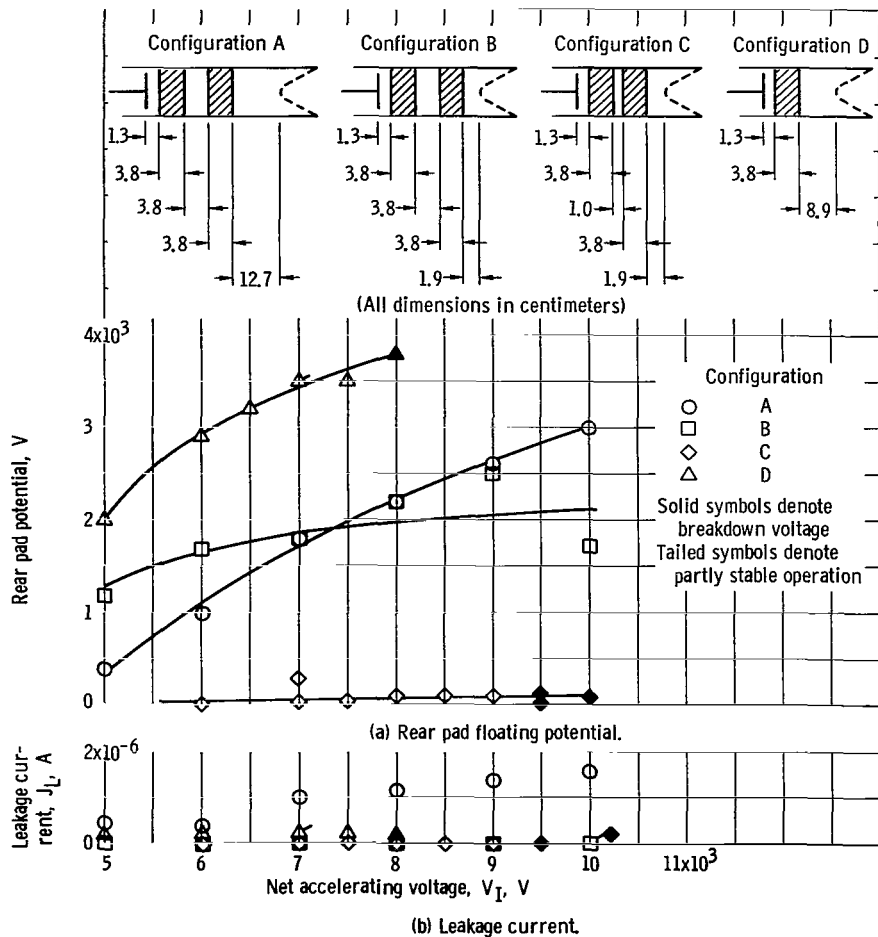 Configuration A
Configuration B
Configuration C
Configuration D
1.3
3.8
3.8
3.8
12.7
1.3
3.8
3.8
3.8
1.9
1.3
3.8
1.0
3.8
1.9
1.3
3.8
8.9
(All dimensions in centimeters)
4x10³
3
2
1
0
Rear pad potential, V
Configuration
A
B
C
D
Solid symbols denote
breakdown voltage
Tailed symbols denote
partly stable operation
(a) Rear pad floating potential.
2x10⁻⁶
0
Leakage cur-
rent, J_L, A
5 6 7 8 9 10 11x10³
Net accelerating voltage, V_I, V
(b) Leakage current.